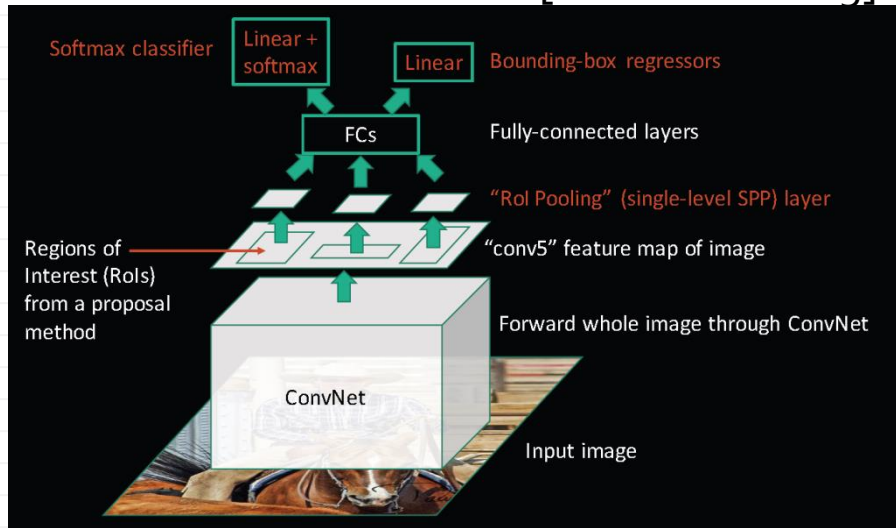 Softmax classifier
Linear +
softmax
Linear
Bounding-box regressors
FCs
Fully-connected layers
"RoI Pooling" (single-level SPP) layer
Regions of
Interest (RoIs)
from a proposal
method
"conv5" feature map of image
Forward whole image through ConvNet
ConvNet
Input image